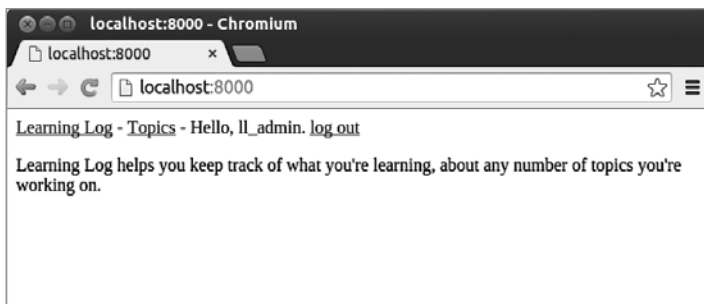 localhost:8000 - Chromium
localhost:8000
localhost:8000
Learning Log - Topics - Hello, ll_admin. log out
Learning Log helps you keep track of what you're learning, about any number of topics you're
working on.